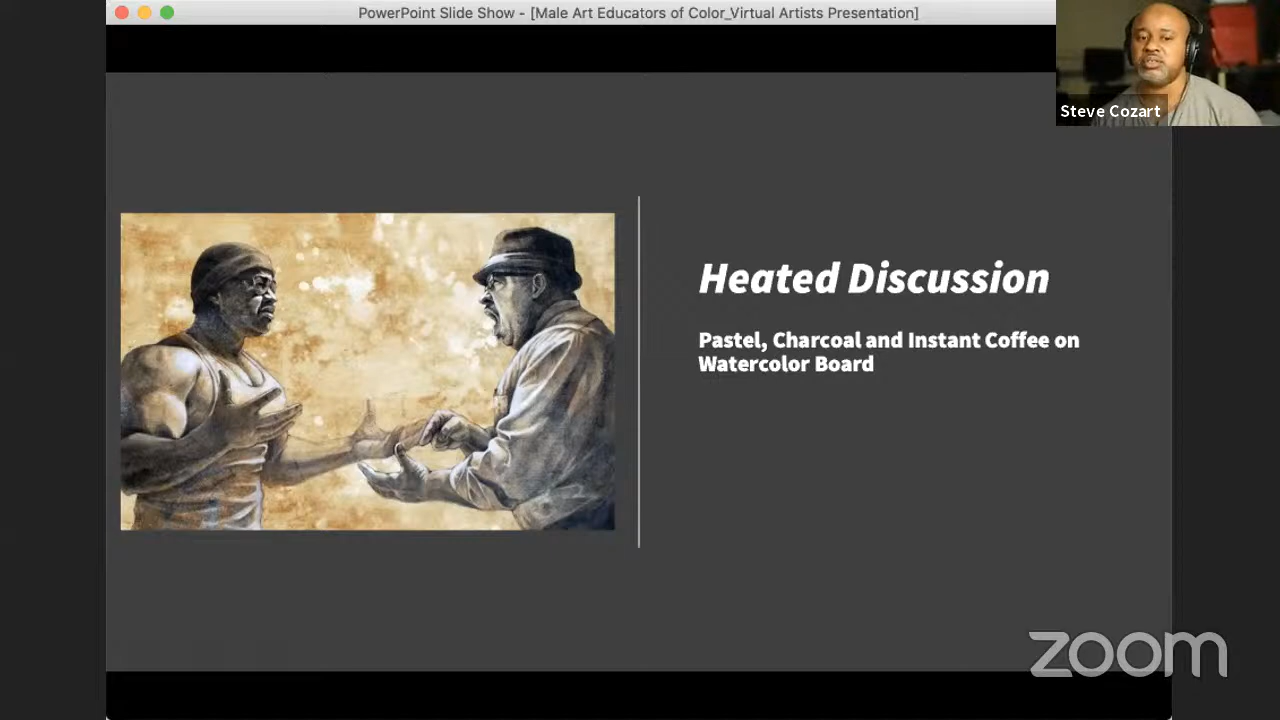 PowerPoint Slide Show - [Male Art Educators of Color_Virtual Artists Presentation]
Steve Cozart
Heated Discussion
Pastel, Charcoal and Instant Coffee on
Watercolor Board
zoom